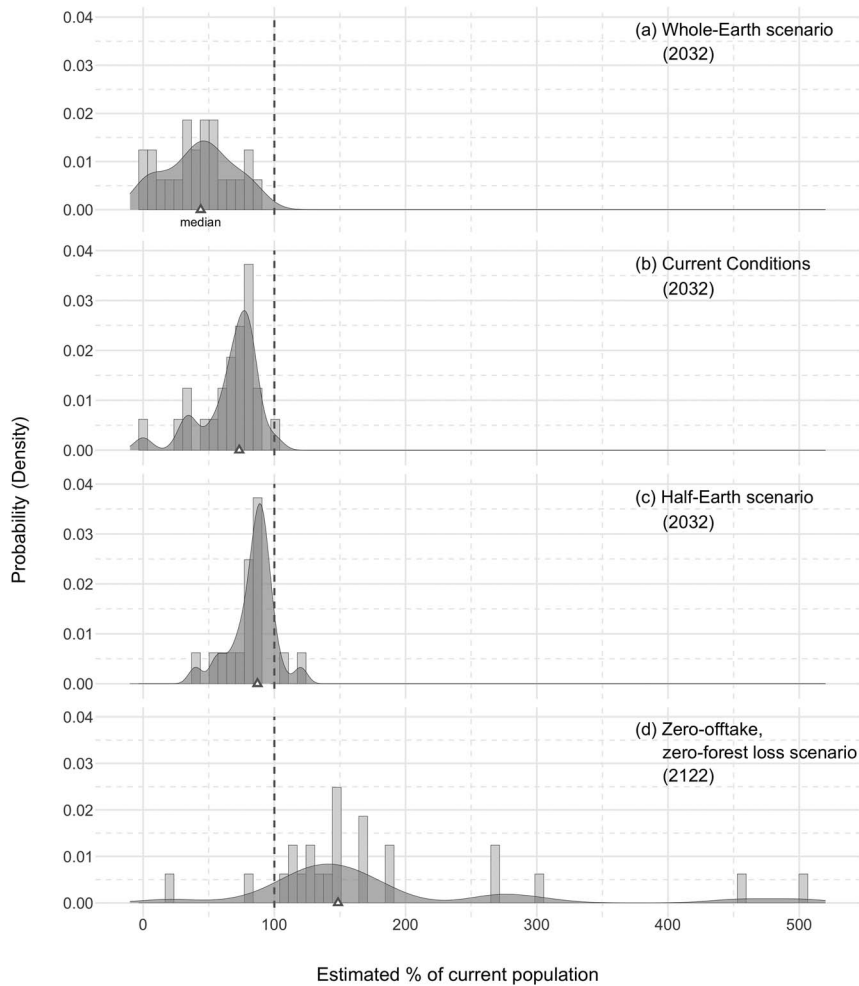 0.04
(a) Whole-Earth scenario
(2032)
0.03
0.02
0.01
0.00
median
0.04
(b) Current Conditions
(2032)
0.03
0.02
0.01
0.00
0.04
(c) Half-Earth scenario
(2032)
0.03
0.02
0.01
0.00
0.04
(d) Zero-offtake,
zero-forest loss scenario
(2122)
0.03
0.02
0.01
0.00
0 100 200 300 400 500
Probability (Density)
Estimated % of current population